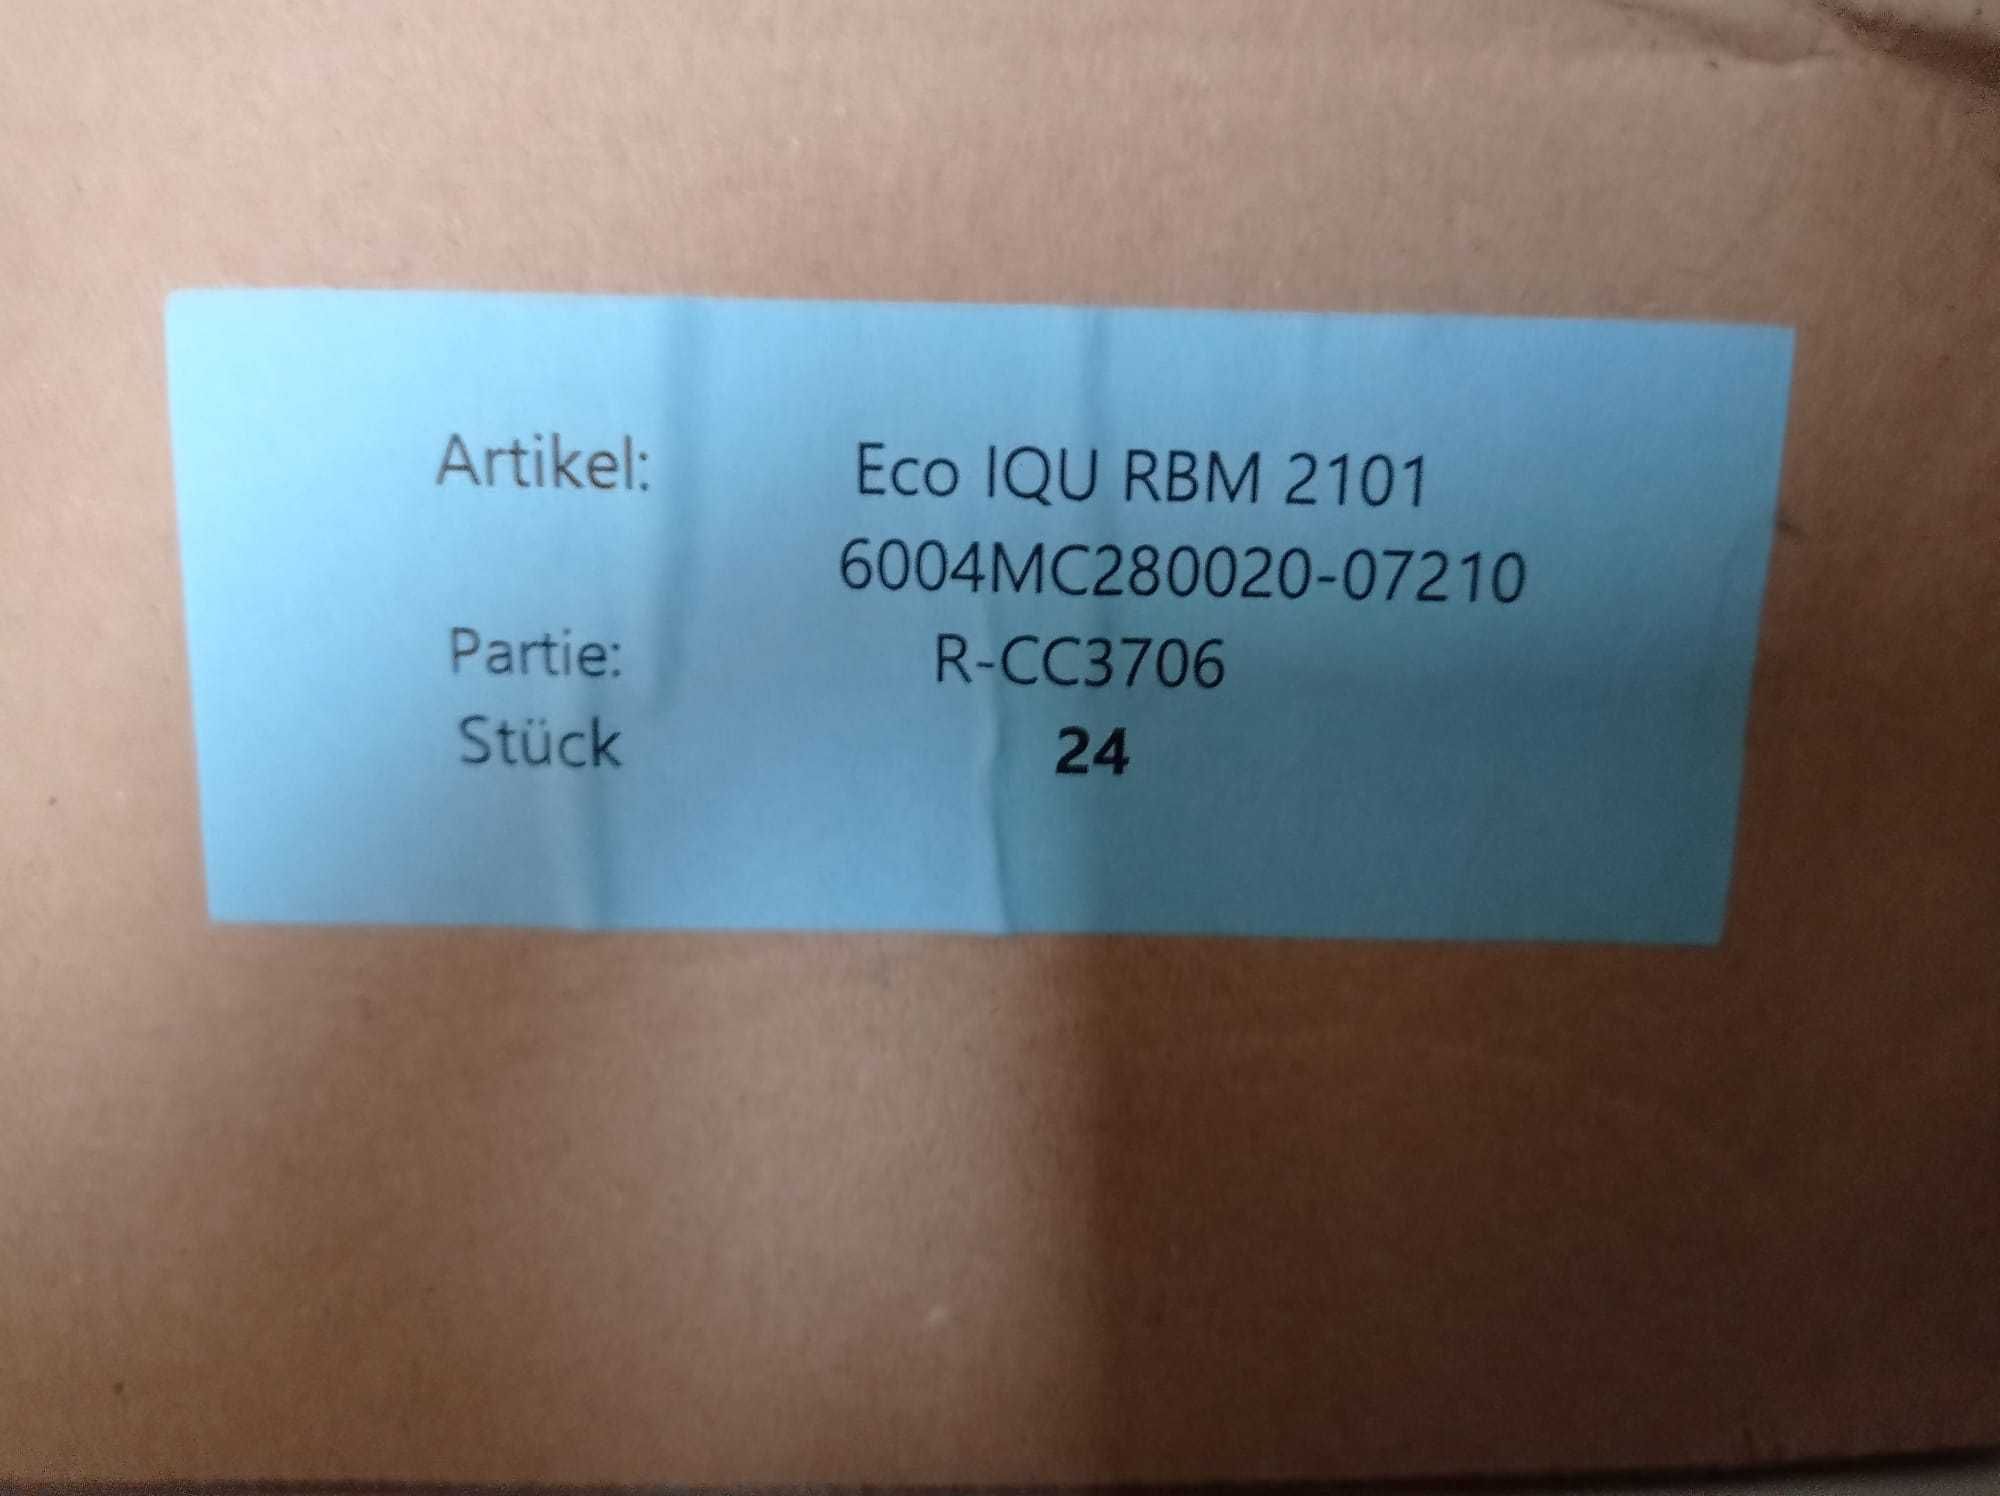 Artikel: Eco IQU RBM 2101
6004MC280020-07210
Partie: R-CC3706
Stück 24